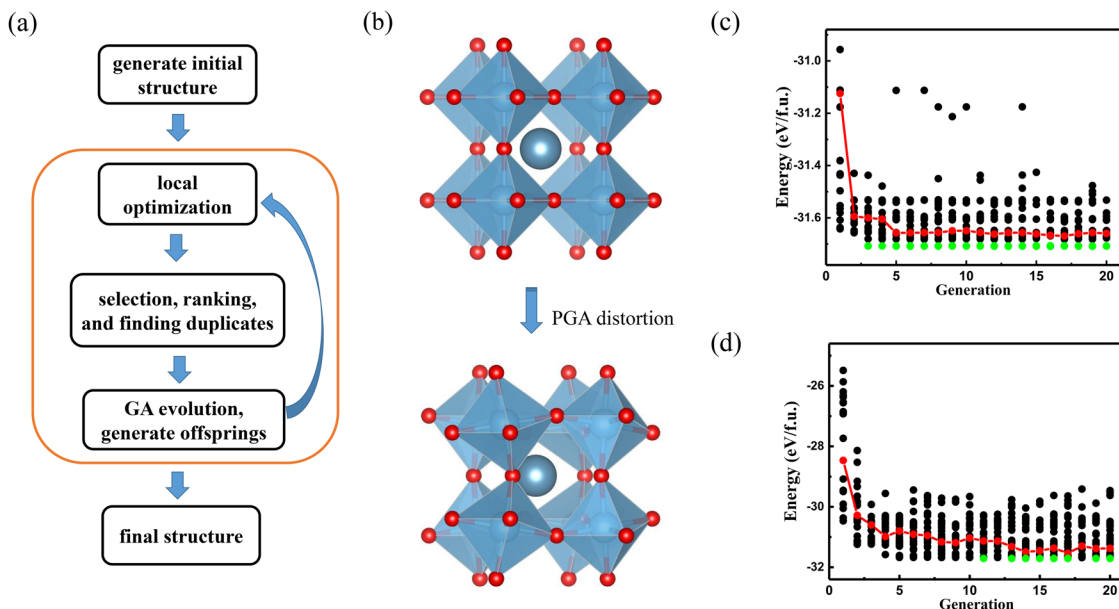 (a)
generate initial
structure
local
optimization
selection, ranking,
and finding duplicates
GA evolution,
generate offsprings
final structure
(b)
PGA distortion
(c)
Energy (eV/f.u.)
-31.0
-31.2
-31.4
-31.6
0 5 10 15 20
Generation
(d)
Energy (eV/f.u.)
-26
-28
-30
-32
0 5 10 15 20
Generation